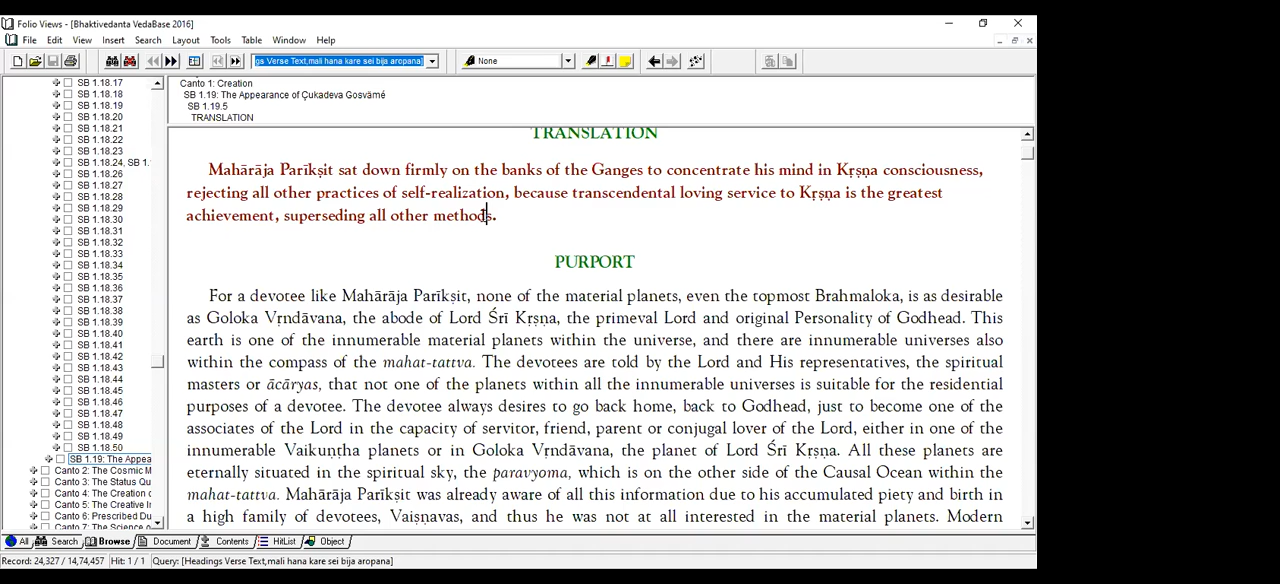 Folio Views - [Bhaktivedanta VedaBase 2016]
File Edit View Insert Search Layout Tools Table Window Help
gs Verse Text,mali hana kare sei bija aropana] None
SB 1.18.17
SB 1.18.18
SB 1.18.19
SB 1.18.20
SB 1.18.21
SB 1.18.22
SB 1.18.23
SB 1.18.24, SB 1.
SB 1.18.26
SB 1.18.27
SB 1.18.28
SB 1.18.29
SB 1.18.30
SB 1.18.31
SB 1.18.32
SB 1.18.33
SB 1.18.34
SB 1.18.35
SB 1.18.36
SB 1.18.37
SB 1.18.38
SB 1.18.39
SB 1.18.40
SB 1.18.41
SB 1.18.42
SB 1.18.43
SB 1.18.44
SB 1.18.45
SB 1.18.46
SB 1.18.47
SB 1.18.48
SB 1.18.49
SB 1.18.50
SB 1.19: The Appea
Canto 2: The Cosmic M
Canto 3: The Status Qu
Canto 4: The Creation o
Canto 5: The Creative I
Canto 6: Prescribed Du
Canto 7: The Science o
Canto 1: Creation
SB 1.19: The Appearance of Çukadeva Gosvämé
SB 1.19.5
TRANSLATION
TRANSLATION
Mahārāja Parīkṣit sat down firmly on the banks of the Ganges to concentrate his mind in Kṛṣṇa consciousness,
rejecting all other practices of self-realization, because transcendental loving service to Kṛṣṇa is the greatest
achievement, superseding all other methods.
PURPORT
For a devotee like Mahārāja Parīkṣit, none of the material planets, even the topmost Brahmaloka, is as desirable
as Goloka Vṛndāvana, the abode of Lord Śrī Kṛṣṇa, the primeval Lord and original Personality of Godhead. This
earth is one of the innumerable material planets within the universe, and there are innumerable universes also
within the compass of the mahat-tattva. The devotees are told by the Lord and His representatives, the spiritual
masters or ācāryas, that not one of the planets within all the innumerable universes is suitable for the residential
purposes of a devotee. The devotee always desires to go back home, back to Godhead, just to become one of the
associates of the Lord in the capacity of servitor, friend, parent or conjugal lover of the Lord, either in one of the
innumerable Vaikuṇṭha planets or in Goloka Vṛndāvana, the planet of Lord Śrī Kṛṣṇa. All these planets are
eternally situated in the spiritual sky, the paravyoma, which is on the other side of the Causal Ocean within the
mahat-tattva. Mahārāja Parīkṣit was already aware of all this information due to his accumulated piety and birth in
a high family of devotees, Vaiṣṇavas, and thus he was not at all interested in the material planets. Modern
All Search Browse Document Contents HitList Object
Record: 24,327 / 14,74,457 Hit: 1 / 1 Query: [Headings Verse Text,mali hana kare sei bija aropana]